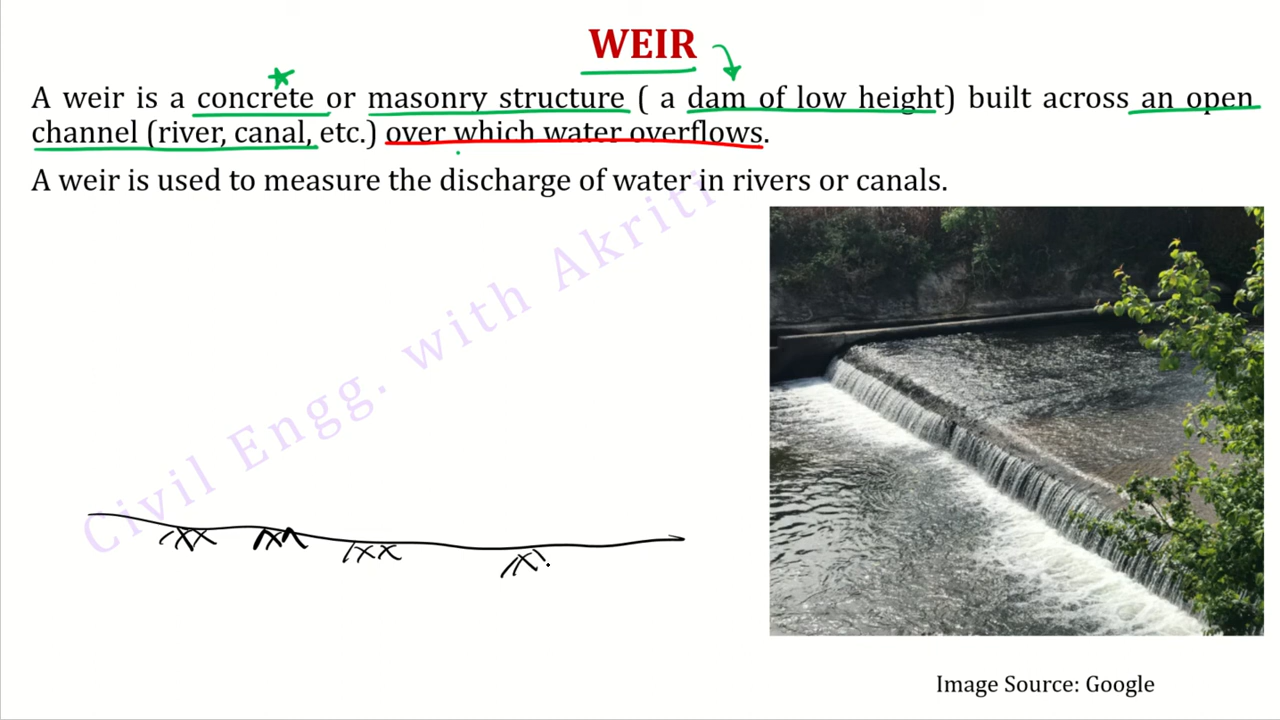 WEIR
A weir is a concrete or masonry structure ( a dam of low height) built across an open
channel (river, canal, etc.) over which water overflows.
A weir is used to measure the discharge of water in rivers or canals.
Civil Engg. with Akriti
Image Source: Google